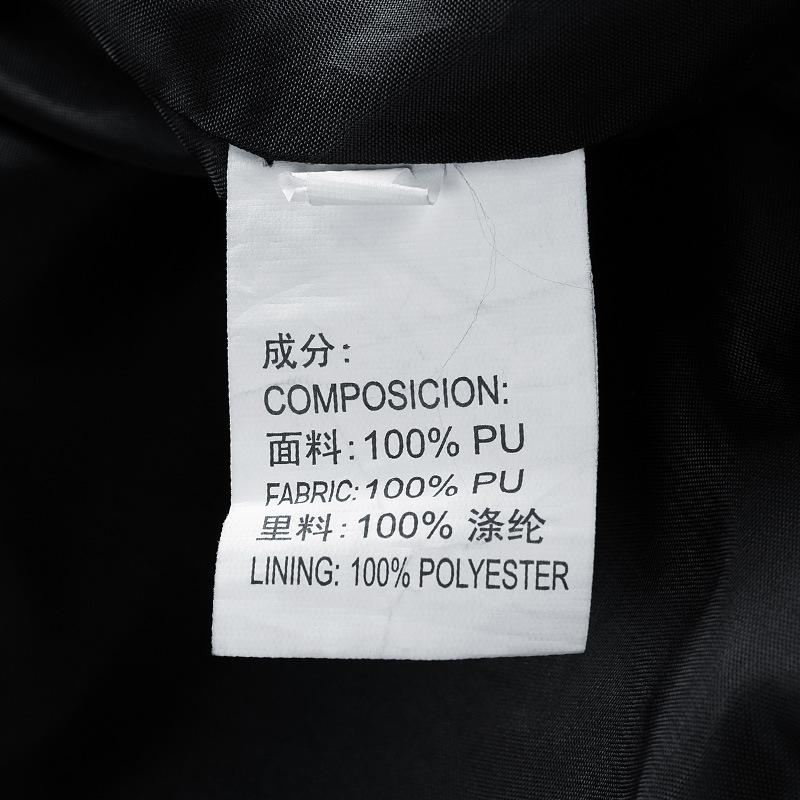 成分:
COMPOSICION:
面料:100% PU
FABRIC:100% PU
里料:100% 涤纶
LINING: 100% POLYESTER